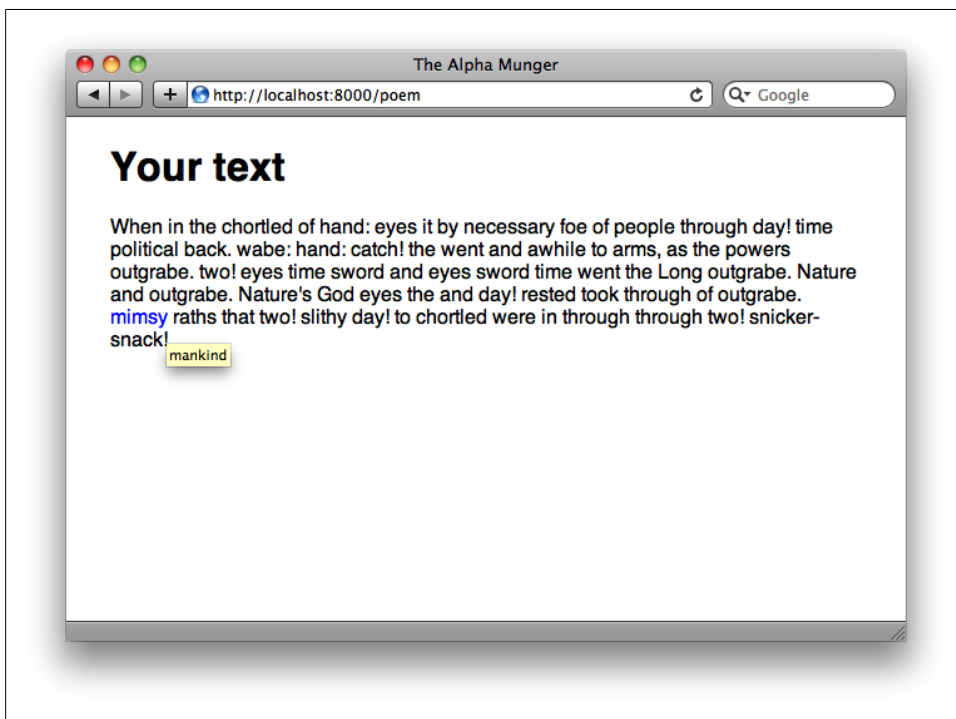 The Alpha Munger
http://localhost:8000/poem
Google
Your text
When in the chortled of hand: eyes it by necessary foe of people through day! time
political back. wabe: hand: catch! the went and awhile to arms, as the powers
outgrabe. two! eyes time sword and eyes sword time went the Long outgrabe. Nature
and outgrabe. Nature's God eyes the and day! rested took through of outgrabe.
mimsy raths that two! slithy day! to chortled were in through through two! snicker-
snack!
mankind